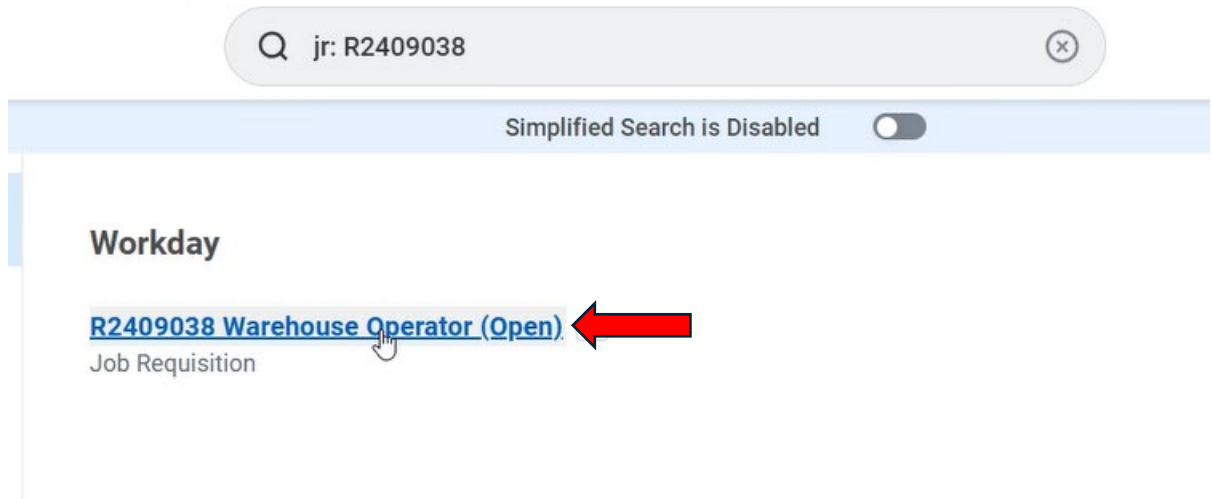 jr: R2409038
Simplified Search is Disabled
Workday
R2409038 Warehouse Operator (Open)
Job Requisition